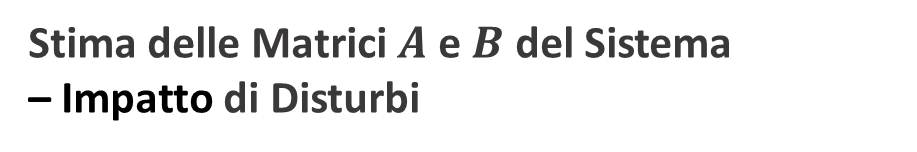 Stima delle Matrici A e B del Sistema
– Impatto di Disturbi